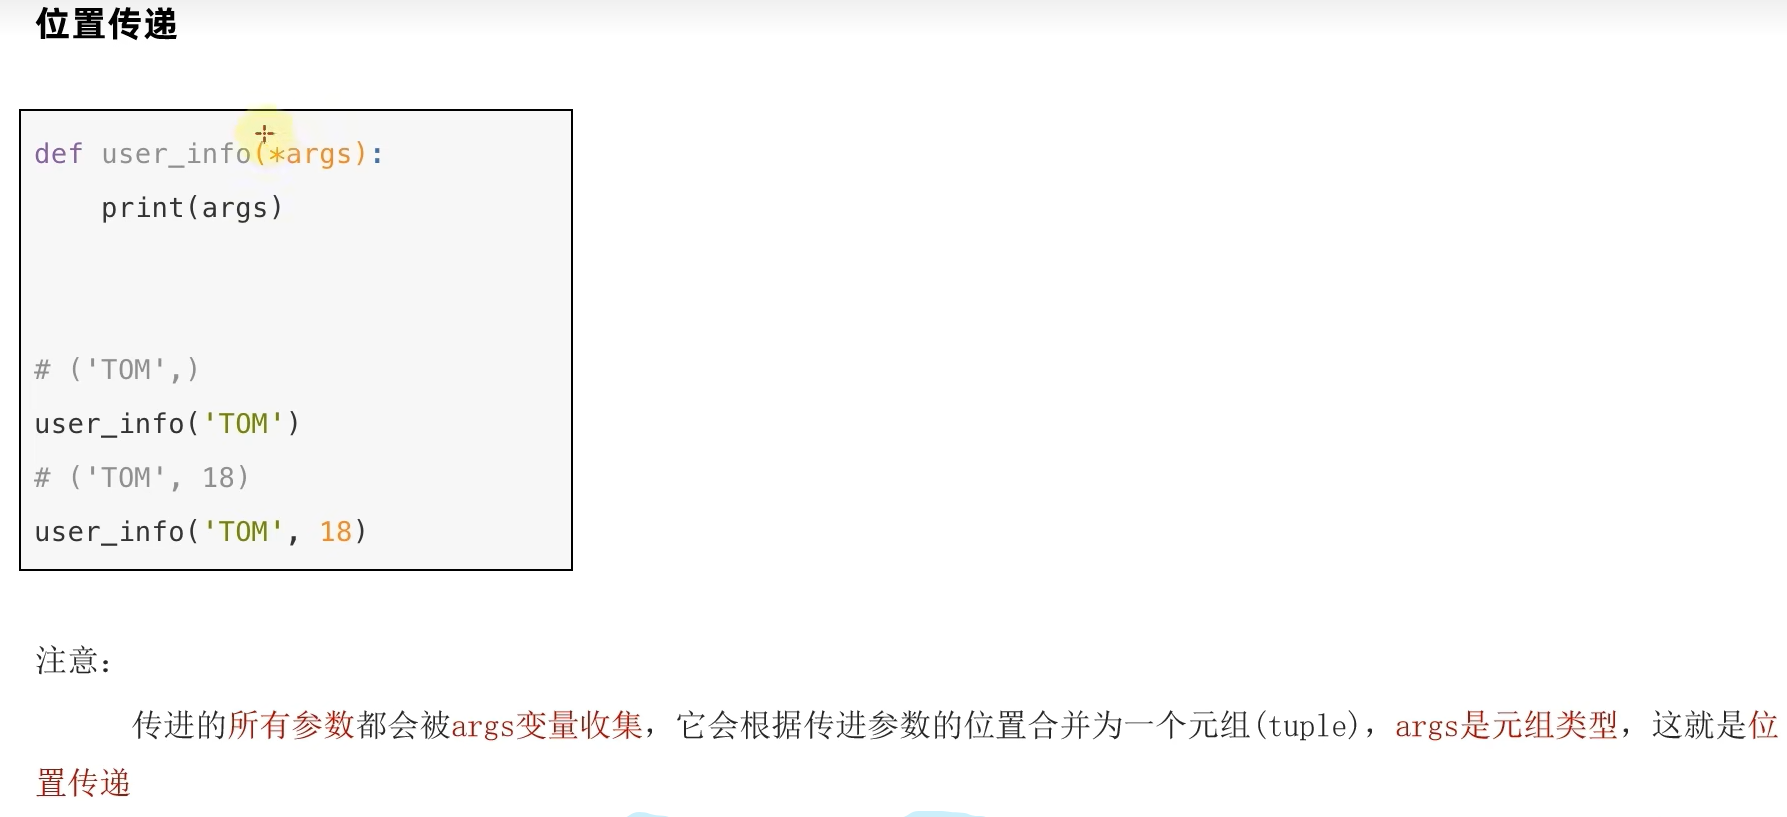 位置传递
def user_info(*args):
    print(args)
# ('TOM',)
user_info('TOM')
# ('TOM', 18)
user_info('TOM', 18)
注意：
传进的所有参数都会被args变量收集，它会根据传进参数的位置合并为一个元组(tuple)，args是元组类型，这就是位
置传递